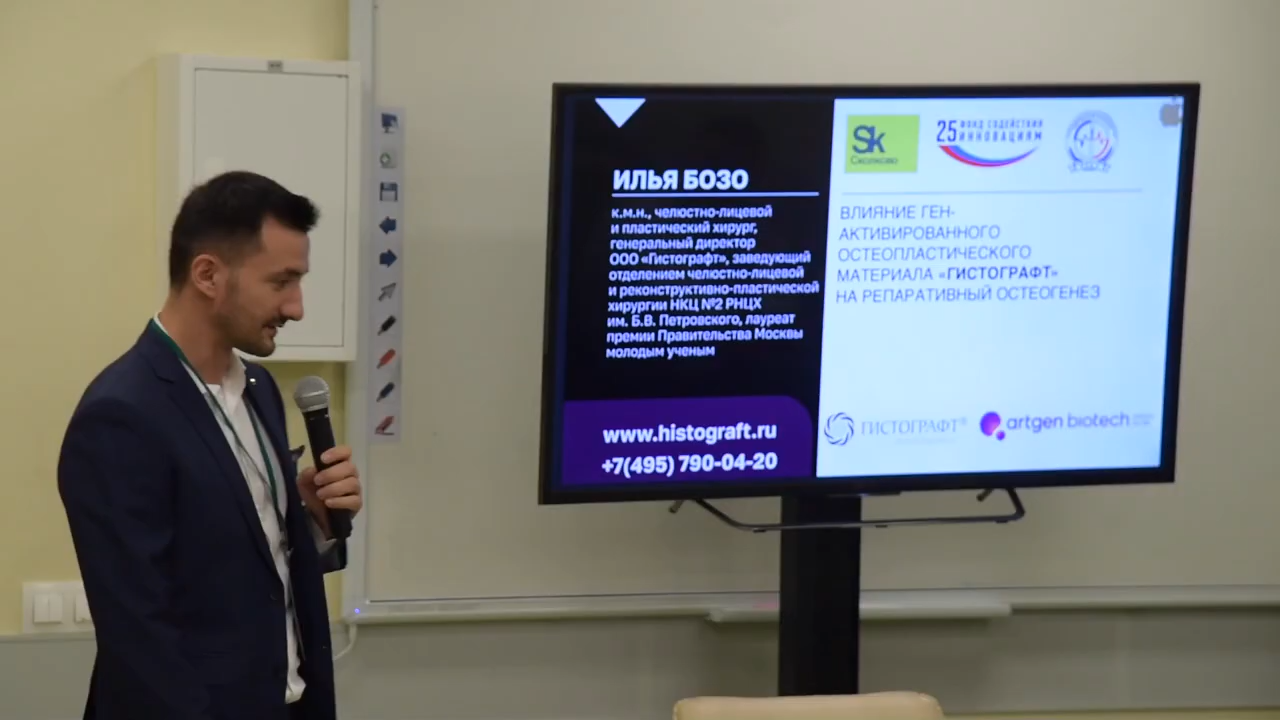 ИЛЬЯ БОЗО
к.м.н., челюстно-лицевой
и пластический хирург,
генеральный директор
ООО «Гистографт», заведующий
отделением челюстно-лицевой
и реконструктивно-пластической
хирургии НКЦ №2 РНЦХ
им. Б.В. Петровского, лауреат
премии Правительства Москвы
молодым ученым
www.histograft.ru
+7(495) 790-04-20
Sk
Сколково
25 ФОНД СОДЕЙСТВИЯ
ИННОВАЦИЯМ
ВЛИЯНИЕ ГЕН-
АКТИВИРОВАННОГО
ОСТЕОПЛАСТИЧЕСКОГО
МАТЕРИАЛА «ГИСТОГРАФТ»
НА РЕПАРАТИВНЫЙ ОСТЕОГЕНЕЗ
ГИСТОГРАФТ®
artgen biotech